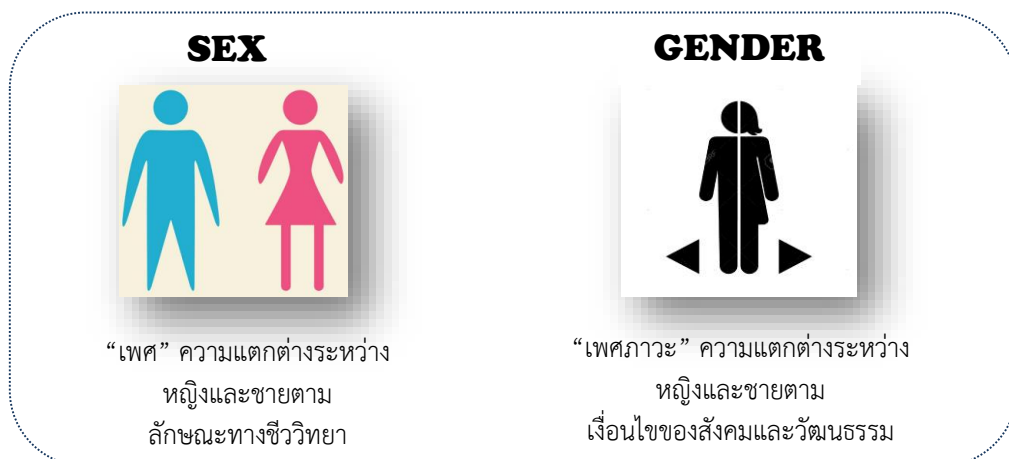 SEX
“เพศ” ความแตกต่างระหว่าง
หญิงและชายตาม
ลักษณะทางชีววิทยา
GENDER
“เพศภาวะ” ความแตกต่างระหว่าง
หญิงและชายตาม
เงื่อนไขของสังคมและวัฒนธรรม